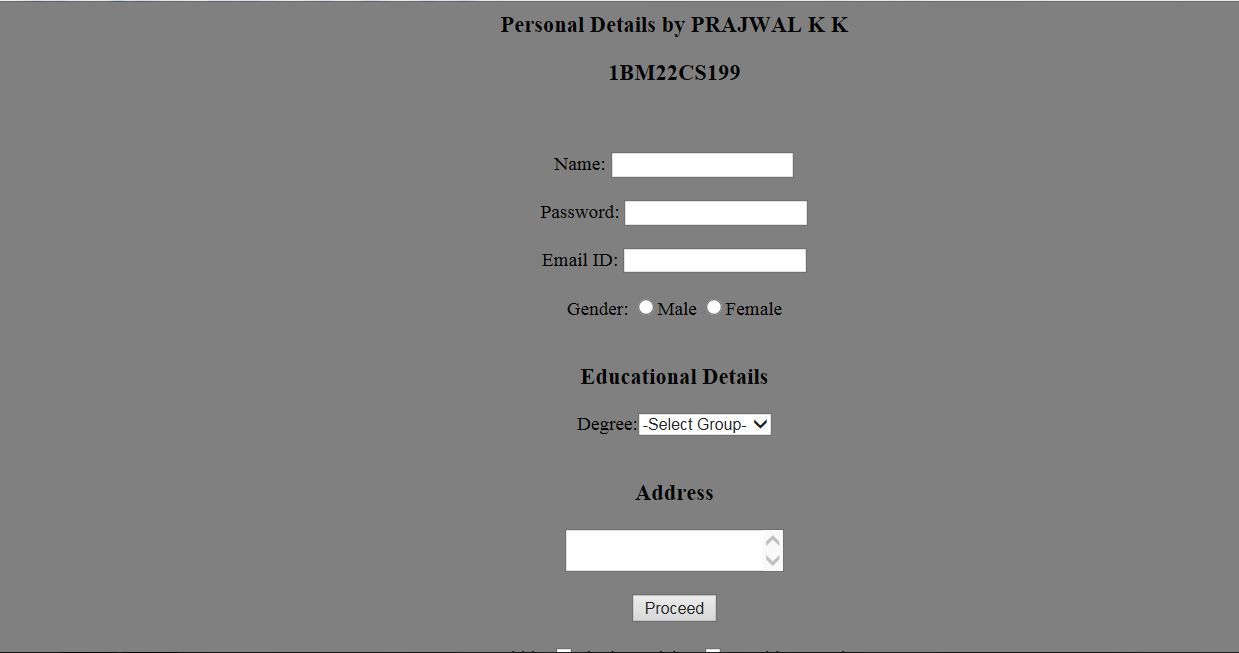 Personal Details by PRAJWAL K K
1BM22CS199
Name:
Password:
Email ID:
Gender: Male Female
Educational Details
Degree: -Select Group-
Address
Proceed